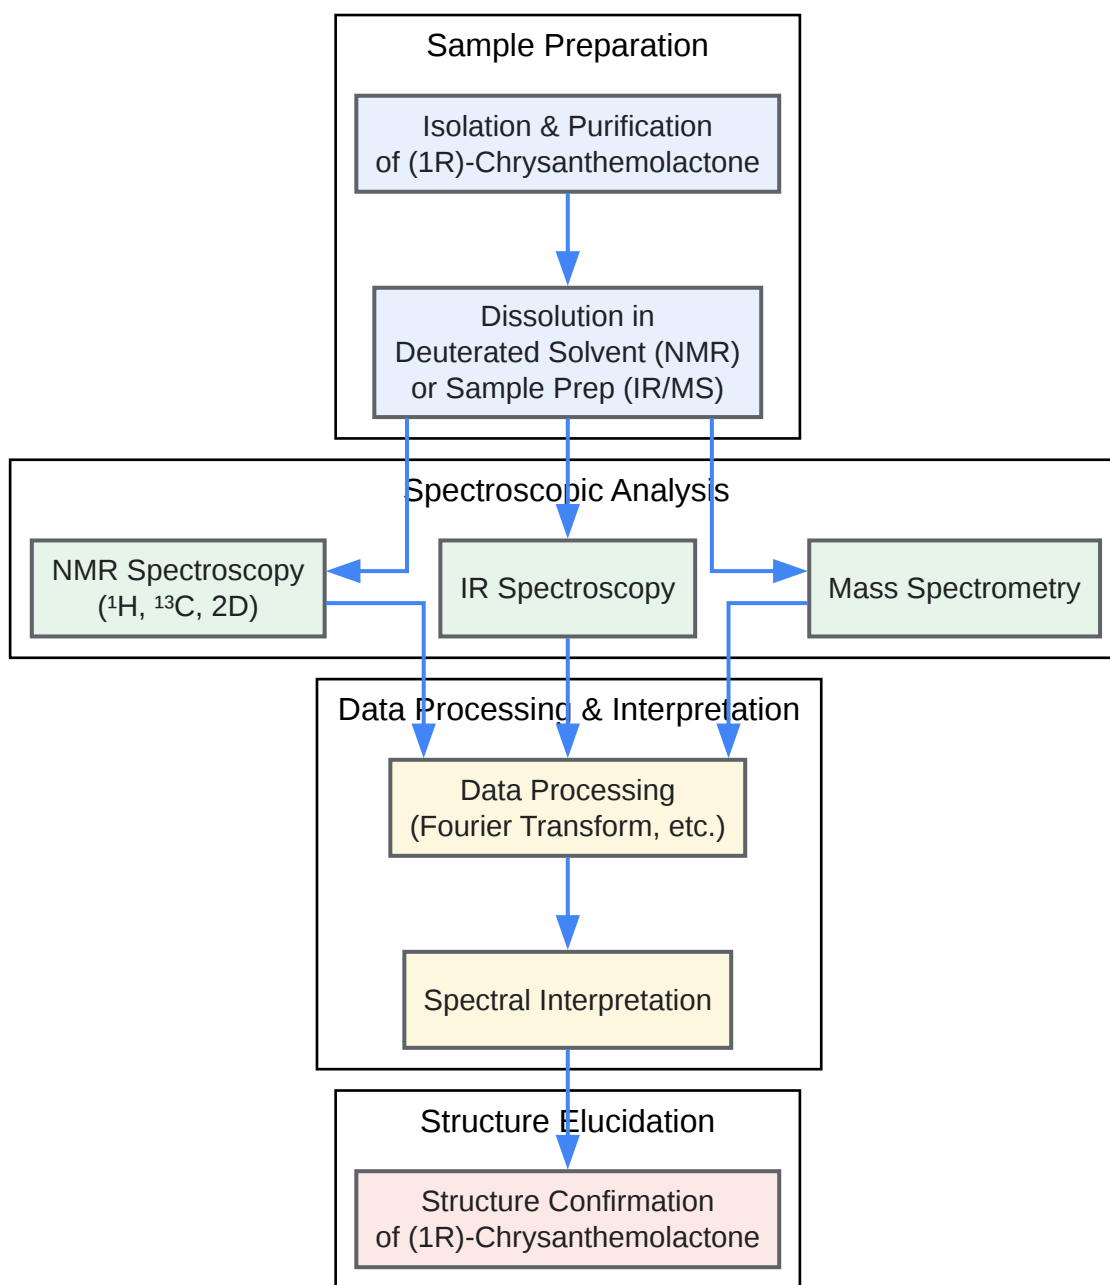 Sample Preparation
Isolation & Purification
of (1R)-Chrysanthemolactone
Dissolution in
Deuterated Solvent (NMR)
or Sample Prep (IR/MS)
Spectroscopic Analysis
NMR Spectroscopy
(¹H, ¹³C, 2D)
IR Spectroscopy
Mass Spectrometry
Data Processing & Interpretation
Data Processing
(Fourier Transform, etc.)
Spectral Interpretation
Structure Elucidation
Structure Confirmation
of (1R)-Chrysanthemolactone